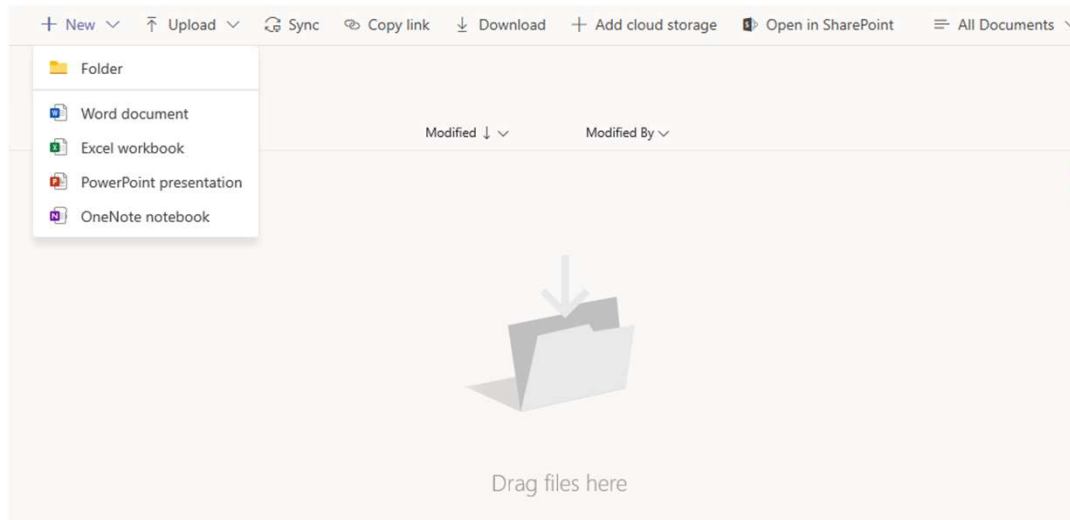 New Upload Sync Copy link Download Add cloud storage Open in SharePoint All Documents
Folder
Word document
Excel workbook
PowerPoint presentation
OneNote notebook
Modified Modified By
Drag files here